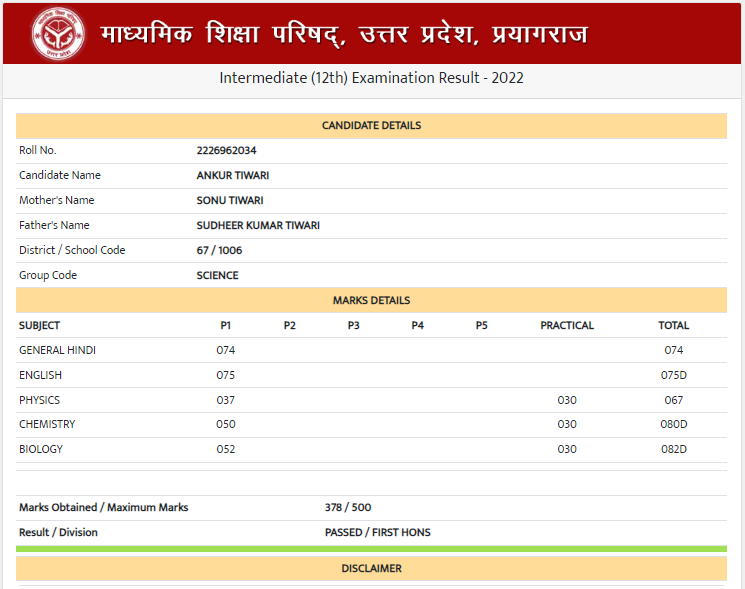 माध्यमिक शिक्षा परिषद्, उत्तर प्रदेश, प्रयागराज
Intermediate (12th) Examination Result - 2022
CANDIDATE DETAILS
Roll No. 2226962034
Candidate Name ANKUR TIWARI
Mother's Name SONU TIWARI
Father's Name SUDHEER KUMAR TIWARI
District / School Code 67 / 1006
Group Code SCIENCE
MARKS DETAILS
SUBJECT P1 P2 P3 P4 P5 PRACTICAL TOTAL
GENERAL HINDI 074 074
ENGLISH 075 075D
PHYSICS 037 030 067
CHEMISTRY 050 030 080D
BIOLOGY 052 030 082D
Marks Obtained / Maximum Marks 378 / 500
Result / Division PASSED / FIRST HONS
DISCLAIMER